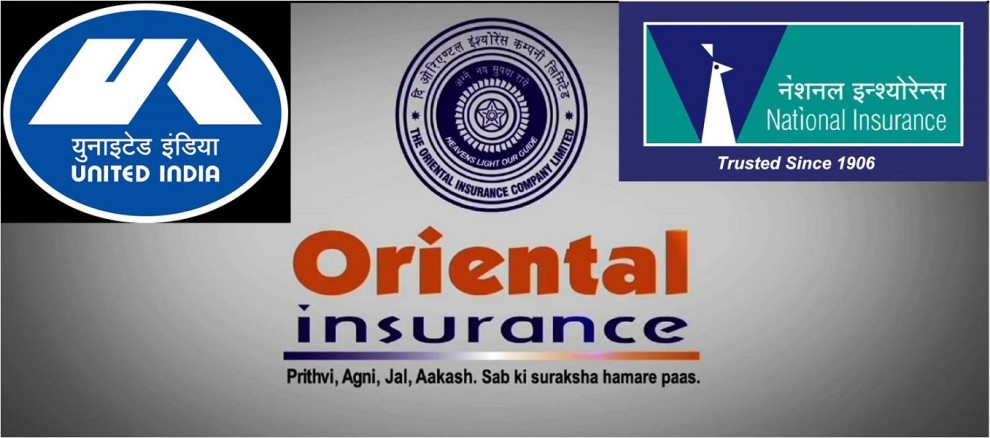 युनाइटेड इंडिया
UNITED INDIA
दि ओरिएण्टल इंश्योरेंस कम्पनी लिमिटेड
HEAVENS LIGHT OUR GUIDE
THE ORIENTAL INSURANCE COMPANY LIMITED
नेशनल इन्श्योरेन्स
National Insurance
Trusted Since 1906
Oriental
insurance
Prithvi, Agni, Jal, Aakash. Sab ki suraksha hamare paas.